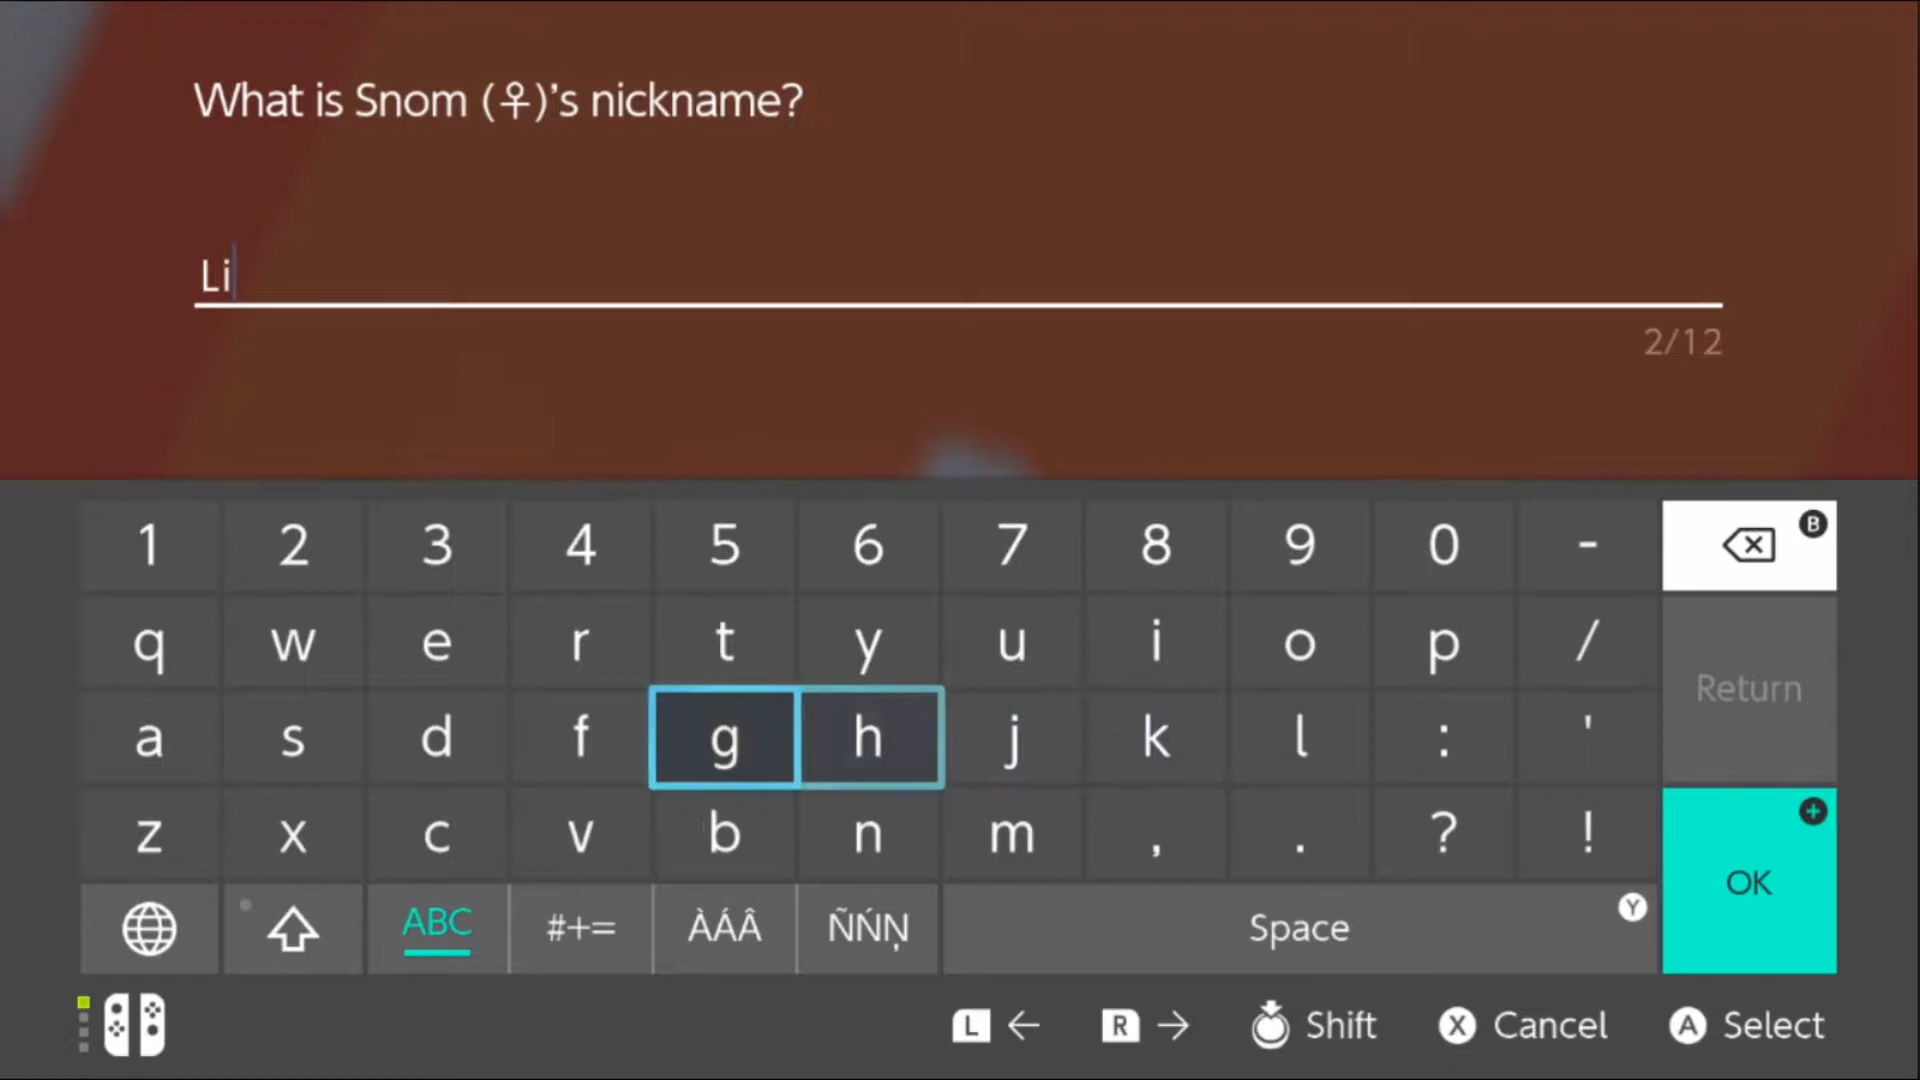 What is Snom (♀)'s nickname?
Li
2/12
1 2 3 4 5 6 7 8 9 0 - B
q w e r t y u i o p /
Return
a s d f g h j k l : '
z x c v b n m , . ? ! +
OK
ABC #+= ÀÁÂ ÑŃŅ Space Y
L ← R → Shift X Cancel A Select